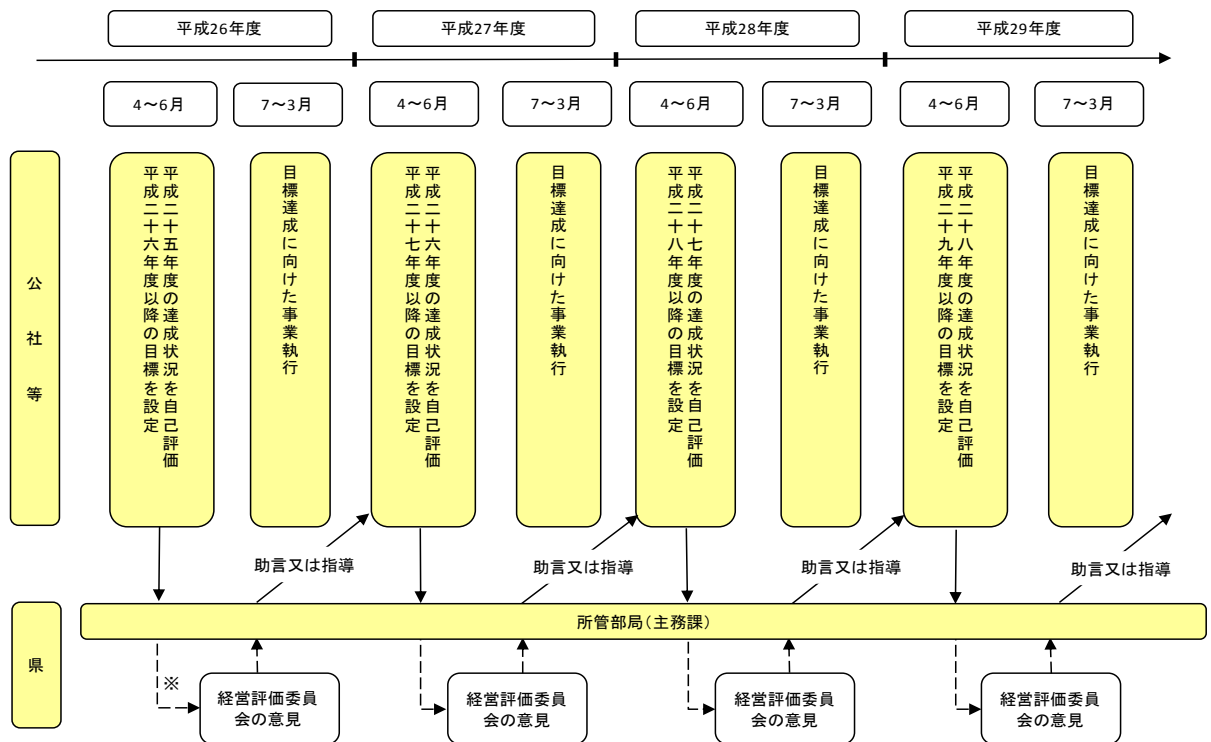 平成26年度
平成27年度
平成28年度
平成29年度
4～6月
7～3月
4～6月
7～3月
4～6月
7～3月
4～6月
7～3月
公社等
平成二十五年度の達成状況を自己評価
平成二十六年度以降の目標を設定
目標達成に向けた事業執行
平成二十六年度の達成状況を自己評価
平成二十七年度以降の目標を設定
目標達成に向けた事業執行
平成二十七年度の達成状況を自己評価
平成二十八年度以降の目標を設定
目標達成に向けた事業執行
平成二十八年度の達成状況を自己評価
平成二十九年度以降の目標を設定
目標達成に向けた事業執行
助言又は指導
助言又は指導
助言又は指導
助言又は指導
県
所管部局（主務課）
※
経営評価委員
会の意見
経営評価委員
会の意見
経営評価委員
会の意見
経営評価委員
会の意見